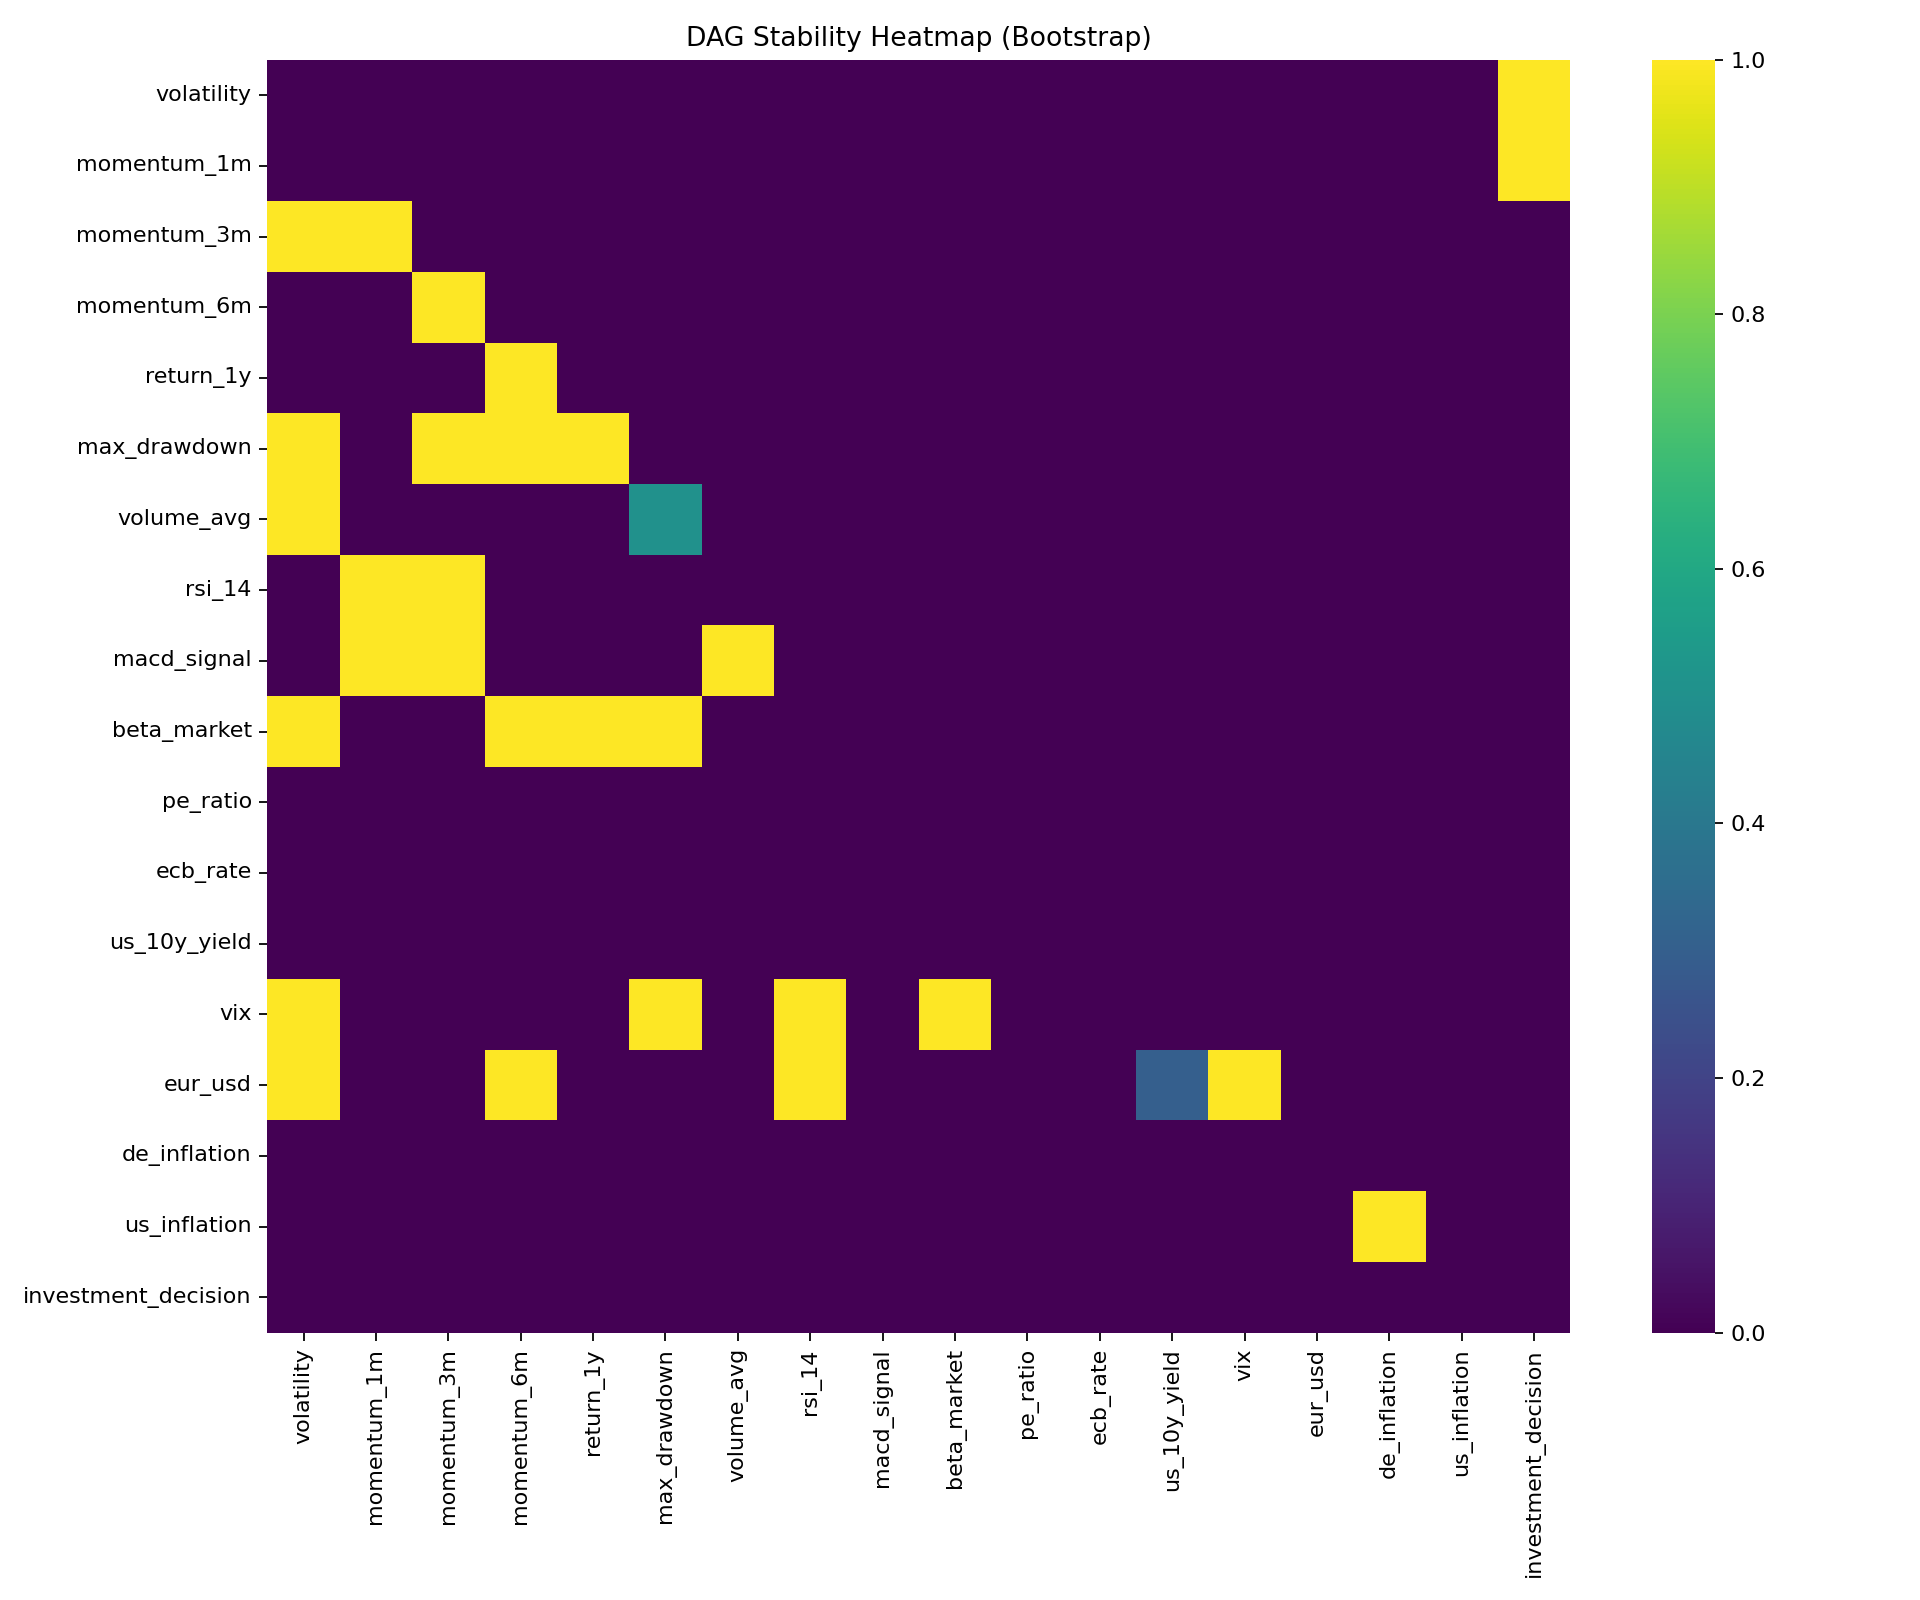 DAG Stability Heatmap (Bootstrap)
volatility
momentum_1m
momentum_3m
momentum_6m
return_1y
max_drawdown
volume_avg
rsi_14
macd_signal
beta_market
pe_ratio
ecb_rate
us_10y_yield
vix
eur_usd
de_inflation
us_inflation
investment_decision
volatility
momentum_1m
momentum_3m
momentum_6m
return_1y
max_drawdown
volume_avg
rsi_14
macd_signal
beta_market
pe_ratio
ecb_rate
us_10y_yield
vix
eur_usd
de_inflation
us_inflation
investment_decision
1.0
0.8
0.6
0.4
0.2
0.0